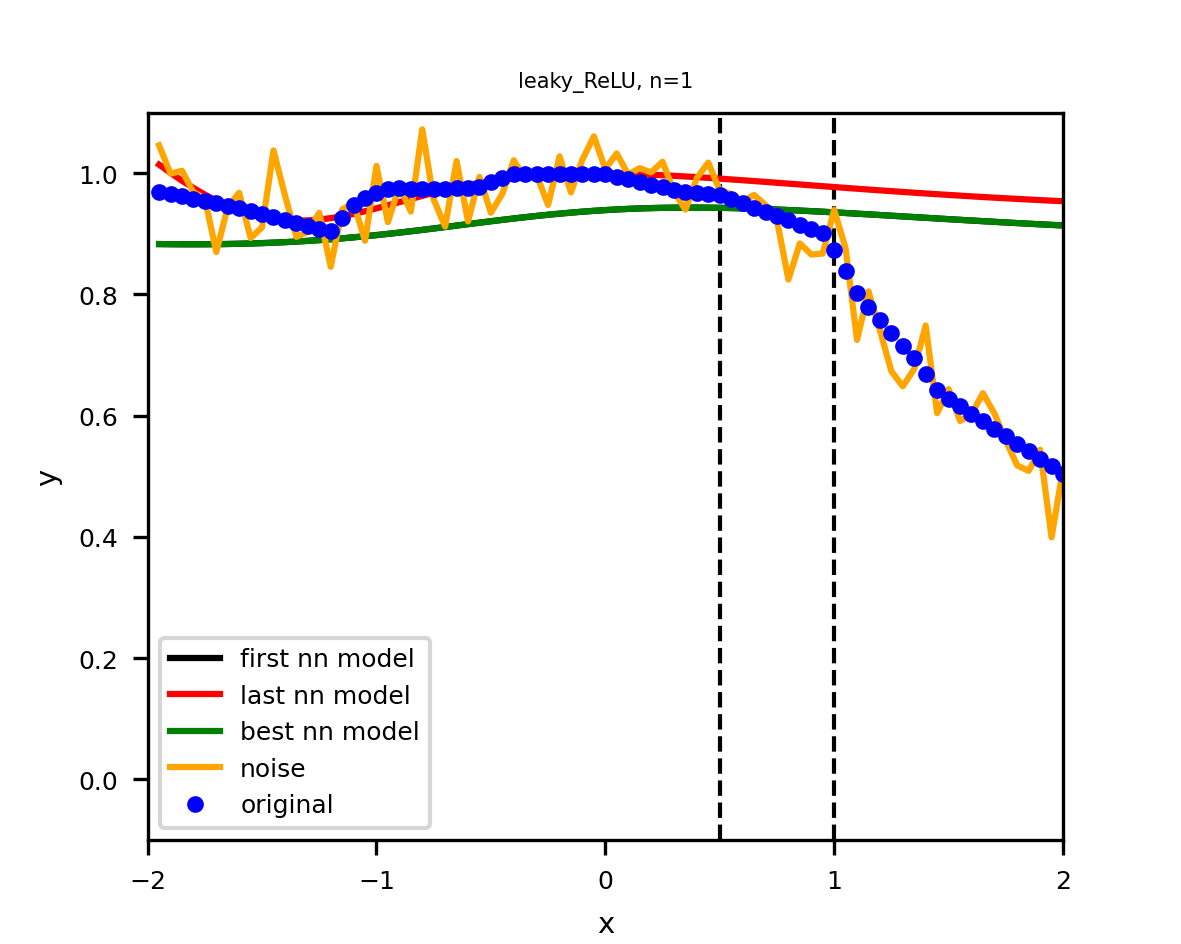 leaky_ReLU, n=1
1.0
0.8
0.6
0.4
0.2
0.0
y
first nn model
last nn model
best nn model
noise
original
−2
−1
0
1
2
x